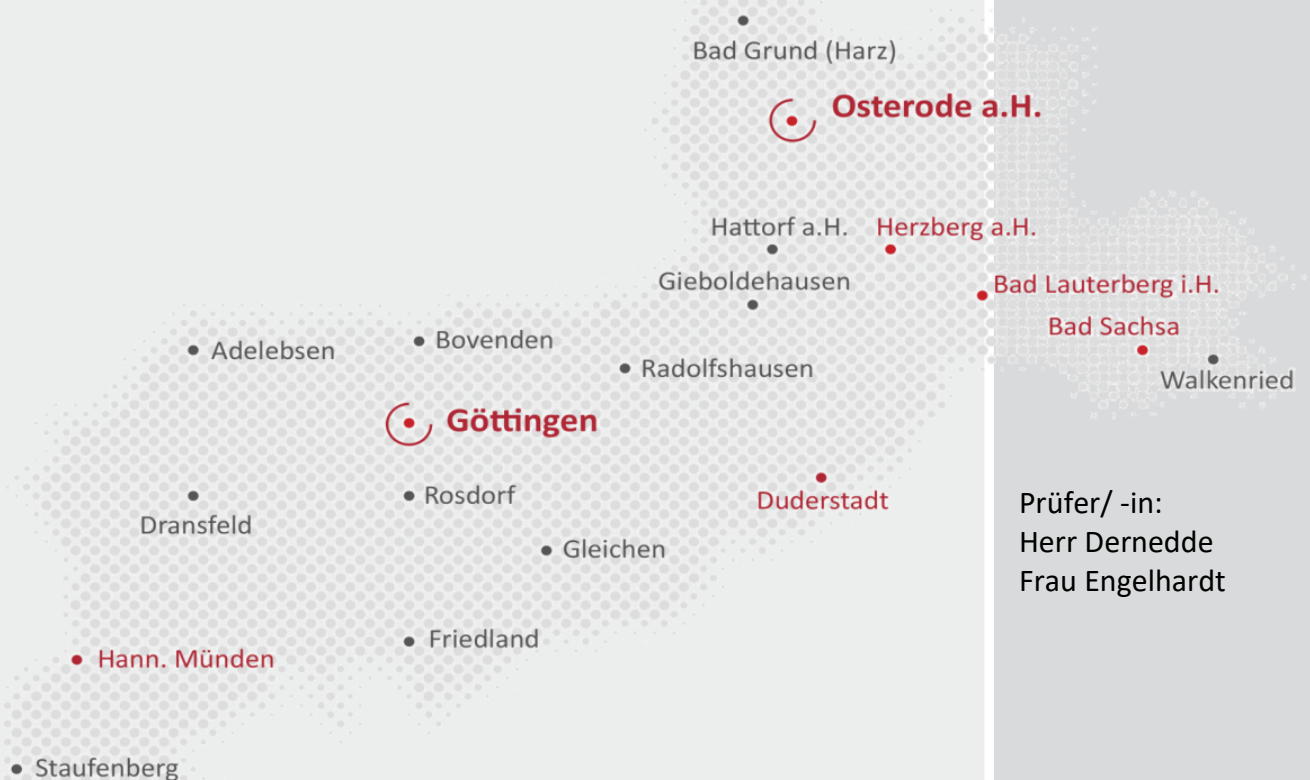 Bad Grund (Harz)
Osterode a.H.
Hattorf a.H.
Herzberg a.H.
Gieboldehausen
Bad Lauterberg i.H.
Bad Sachsa
Adelebsen
Bovenden
Radolfshausen
Walkenried
Göttingen
Dransfeld
Rosdorf
Duderstadt
Prüfer/ -in:
Herr Dernedde
Frau Engelhardt
Gleichen
Friedland
Hann. Münden
Staufenberg